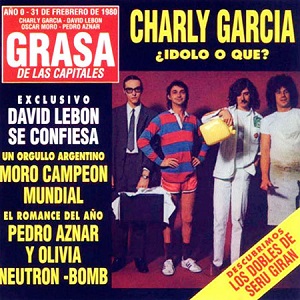 AÑO 0 - 31 DE FREBRERO DE 1980
CHARLY GARCIA - DAVID LEBON
OSCAR MORO - PEDRO AZNAR
GRASA
DE LAS CAPITALES
CHARLY GARCIA
¿IDOLO O QUE?
EXCLUSIVO
DAVID LEBON
SE CONFIESA
UN ORGULLO ARGENTINO
MORO CAMPEON
MUNDIAL
EL ROMANCE DEL AÑO
PEDRO AZNAR
Y OLIVIA
NEUTRON-BOMB
DESCUBRIMOS
LOS DOBLES DE
SERU GIRAN